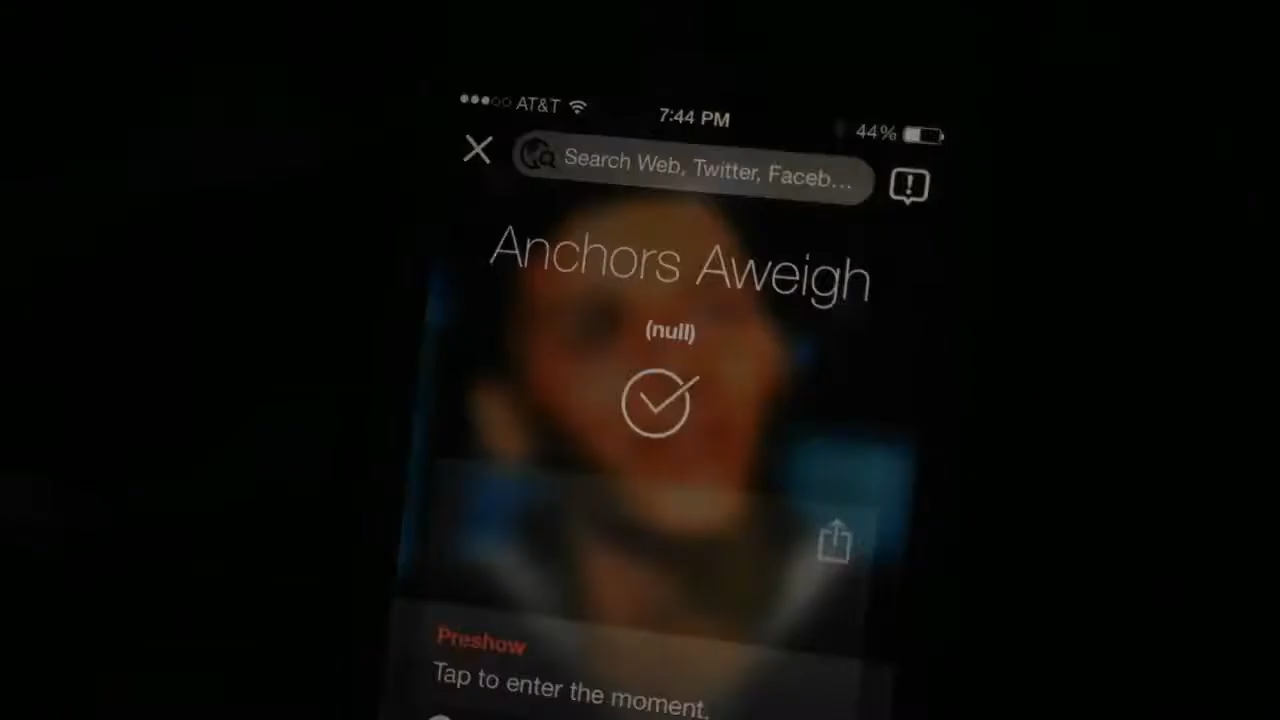 AT&T 7:44 PM 44%
Search Web, Twitter, Faceb...
Anchors Aweigh
(null)
Preshow
Tap to enter the moment.